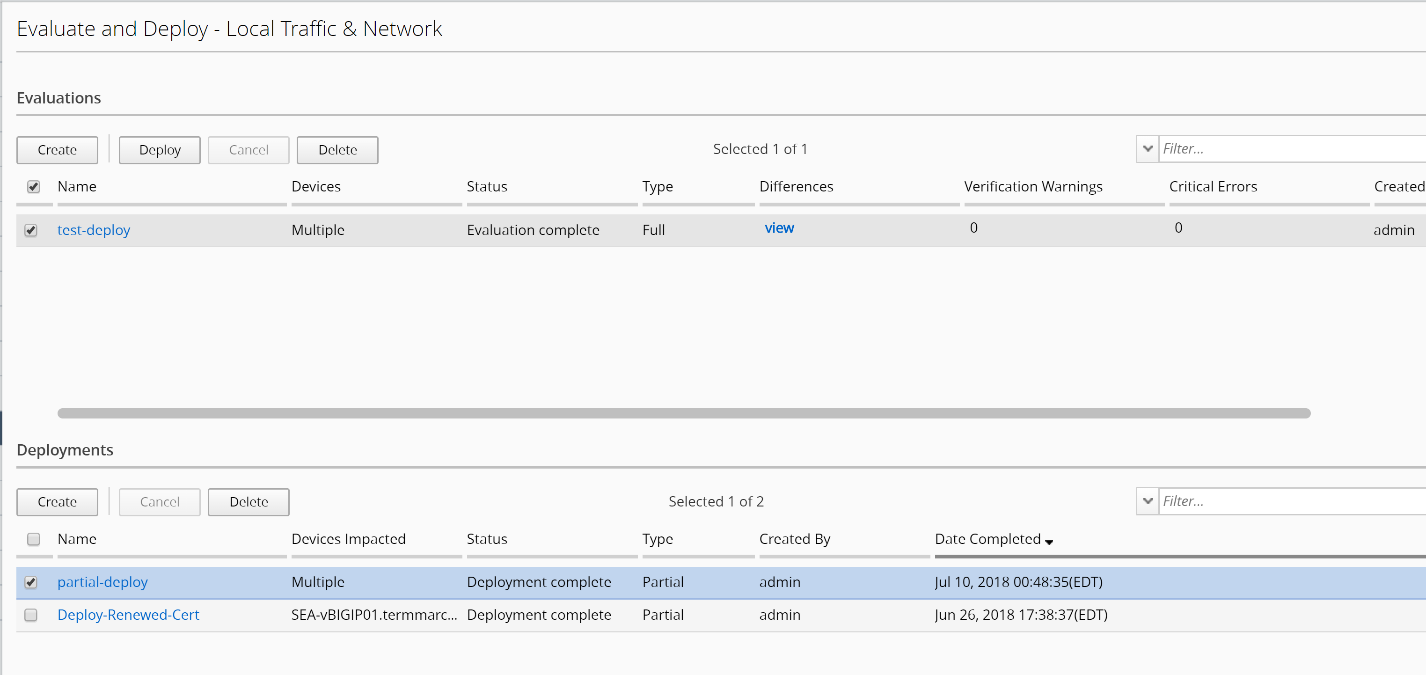 Evaluate and Deploy - Local Traffic & Network
Evaluations
Create Deploy Cancel Delete Selected 1 of 1 Filter...
Name Devices Status Type Differences Verification Warnings Critical Errors Created
test-deploy Multiple Evaluation complete Full view 0 0 admin
Deployments
Create Cancel Delete Selected 1 of 2 Filter...
Name Devices Impacted Status Type Created By Date Completed
partial-deploy Multiple Deployment complete Partial admin Jul 10, 2018 00:48:35(EDT)
Deploy-Renewed-Cert SEA-vBIGIP01.termmarc... Deployment complete Partial admin Jun 26, 2018 17:38:37(EDT)